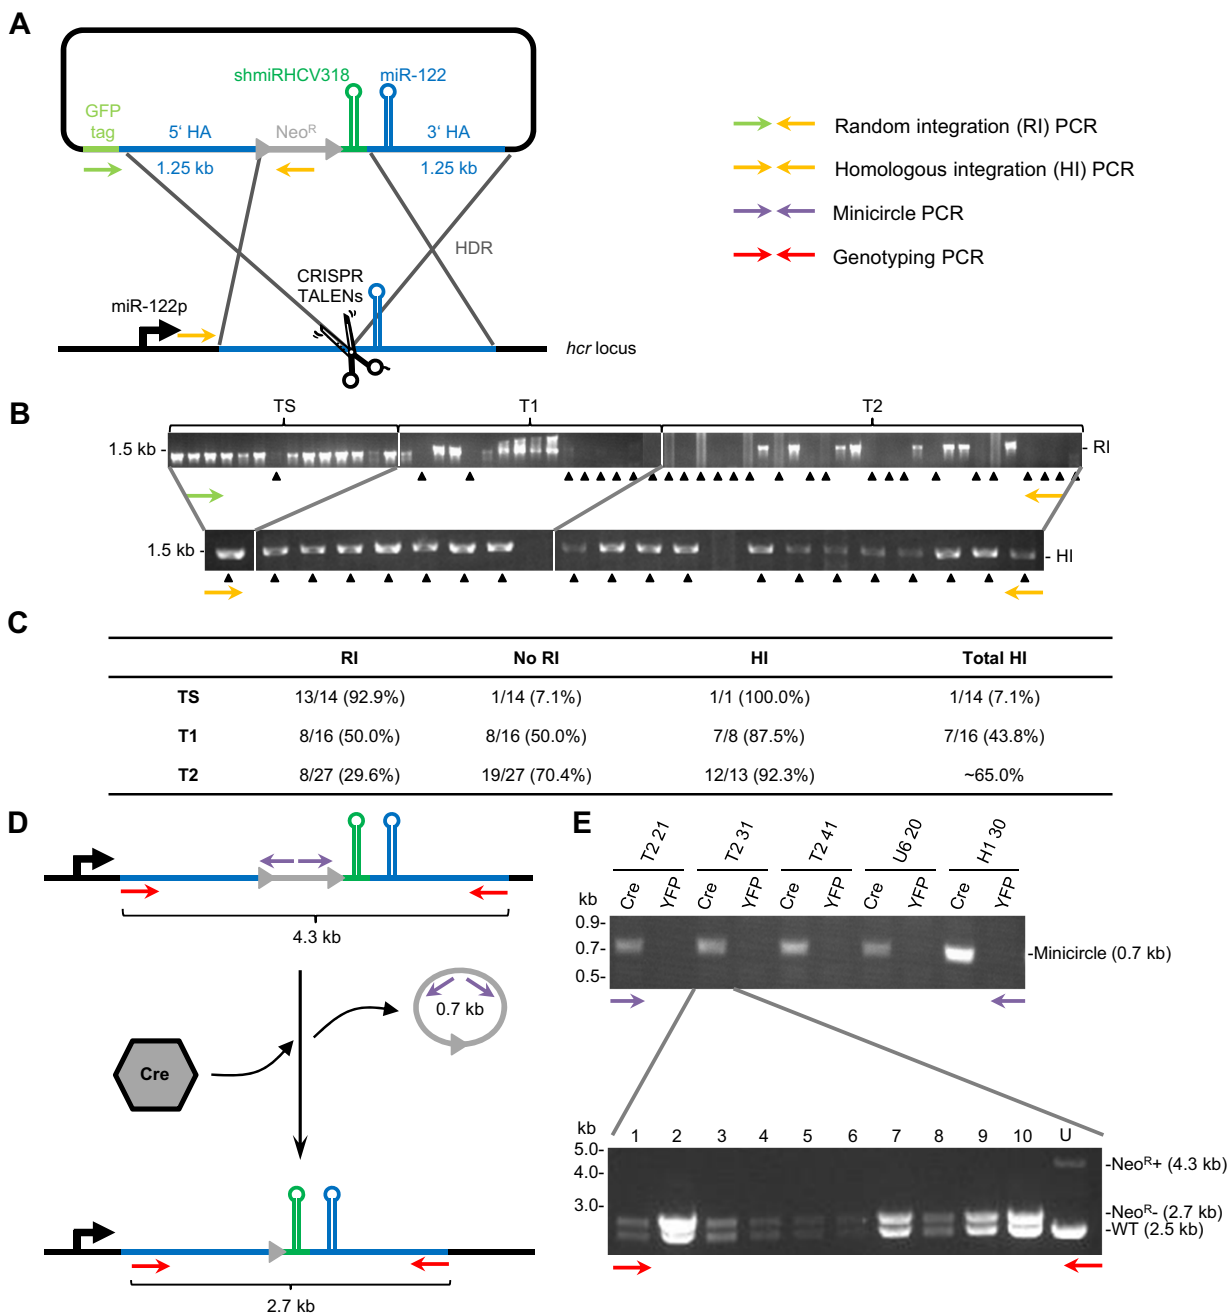 A
shmiRHCV318
miR-122
GFP
tag
5' HA
Neo^R
3' HA
1.25 kb
1.25 kb
Random integration (RI) PCR
Homologous integration (HI) PCR
Minicircle PCR
Genotyping PCR
HDR
CRISPR
TALENs
miR-122p
hcr locus
B
TS
T1
T2
1.5 kb -
- RI
1.5 kb -
- HI
C
RI No RI HI Total HI
TS 13/14 (92.9%) 1/14 (7.1%) 1/1 (100.0%) 1/14 (7.1%)
T1 8/16 (50.0%) 8/16 (50.0%) 7/8 (87.5%) 7/16 (43.8%)
T2 8/27 (29.6%) 19/27 (70.4%) 12/13 (92.3%) ~65.0%
D
4.3 kb
0.7 kb
Cre
2.7 kb
E
T2 21
T2 31
T2 41
U6 20
H1 30
Cre YFP Cre YFP Cre YFP Cre YFP Cre YFP
kb
0.9-
0.7-
0.5-
-Minicircle (0.7 kb)
kb
1 2 3 4 5 6 7 8 9 10 U
5.0-
4.0-
3.0-
-Neo^R+ (4.3 kb)
-Neo^R- (2.7 kb)
-WT (2.5 kb)